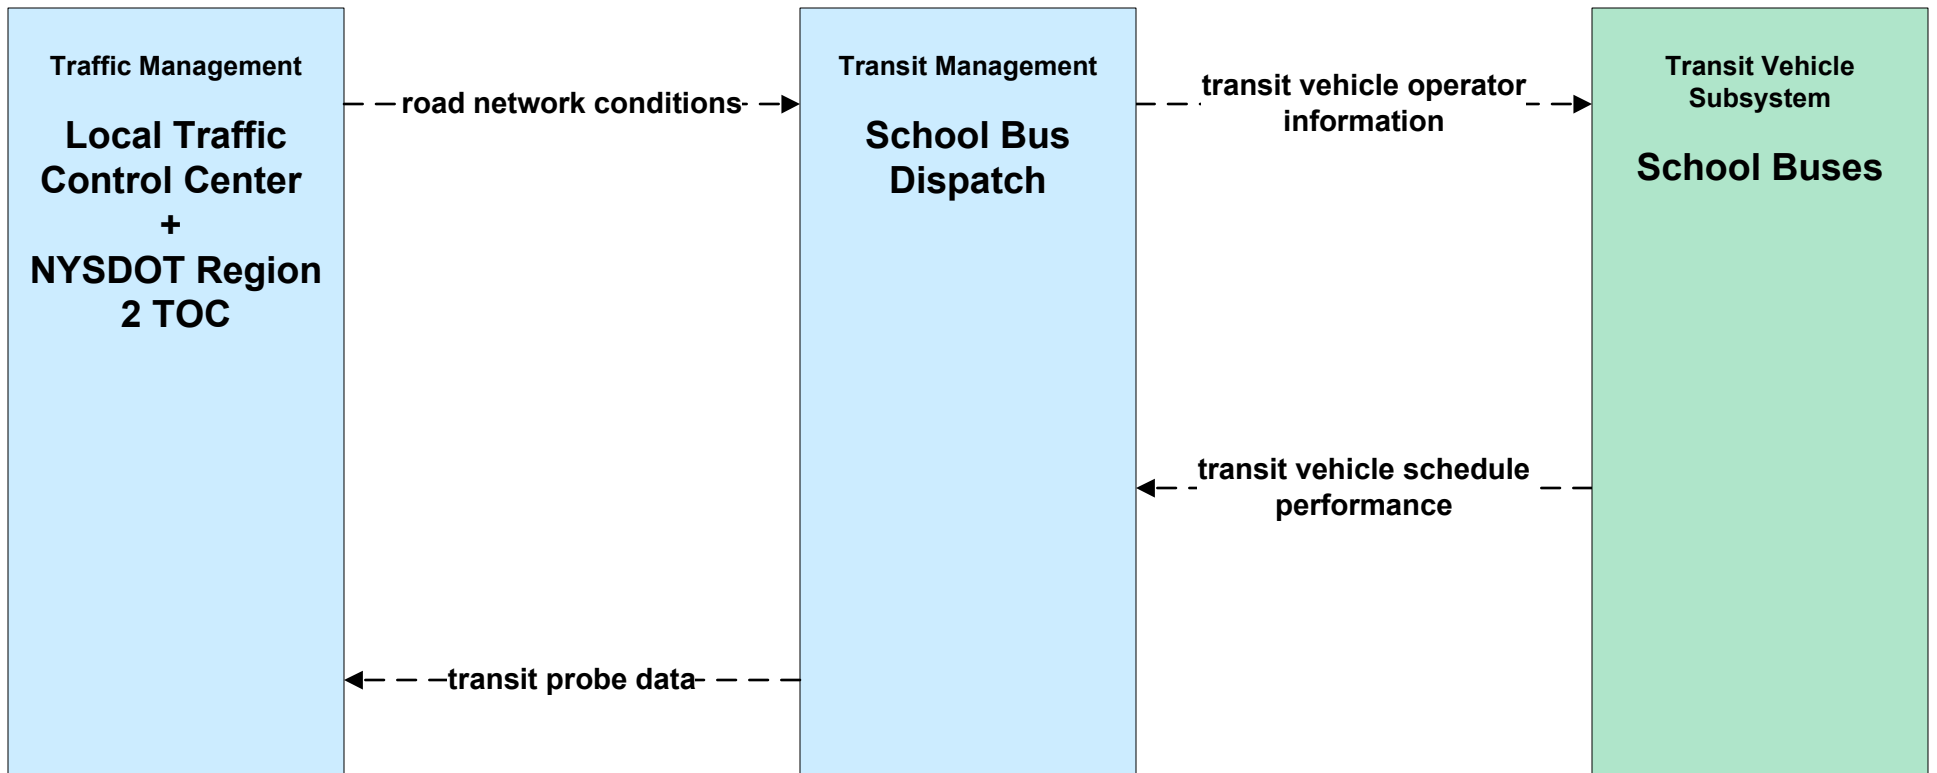 Traffic Management
Local Traffic
Control Center
+
NYSDOT Region
2 TOC
road network conditions
Transit Management
School Bus
Dispatch
transit vehicle operator
information
Transit Vehicle
Subsystem
School Buses
transit vehicle schedule
performance
transit probe data